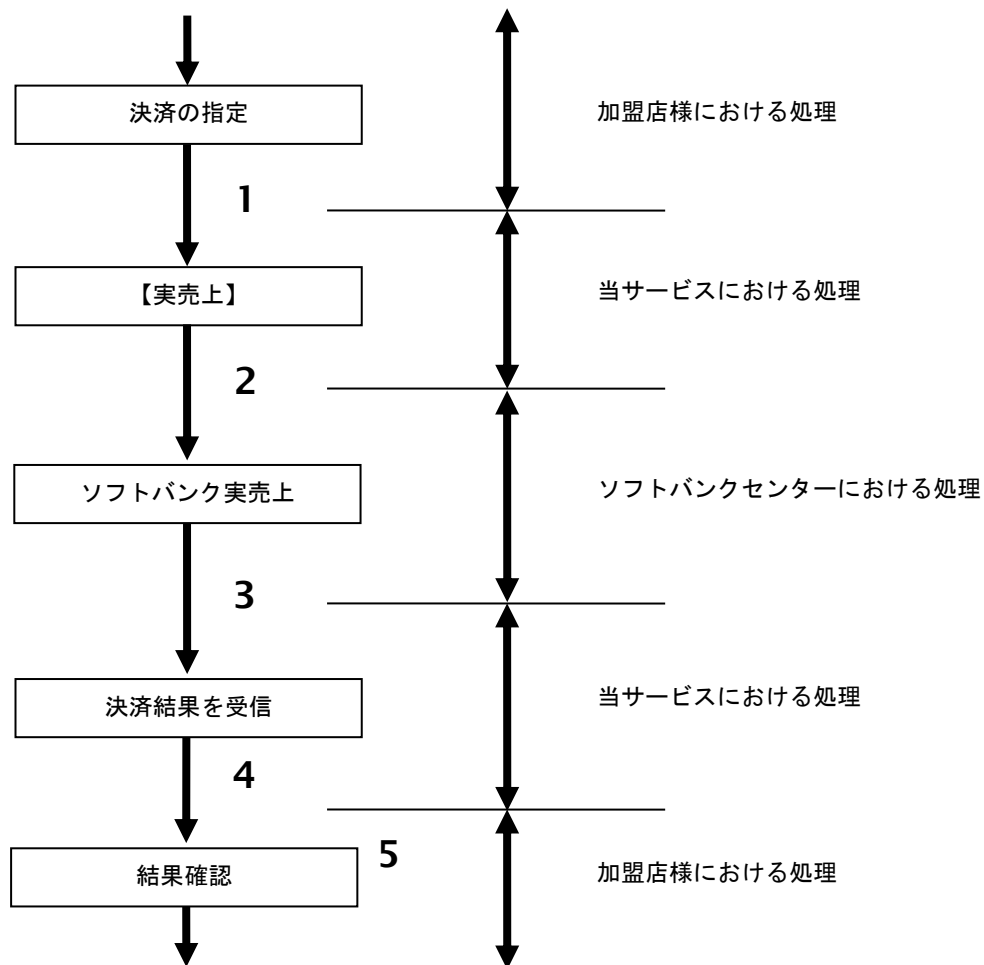 決済の指定
加盟店様における処理
1
【実売上】
当サービスにおける処理
2
ソフトバンク実売上
ソフトバンクセンターにおける処理
3
決済結果を受信
当サービスにおける処理
4
5
結果確認
加盟店様における処理